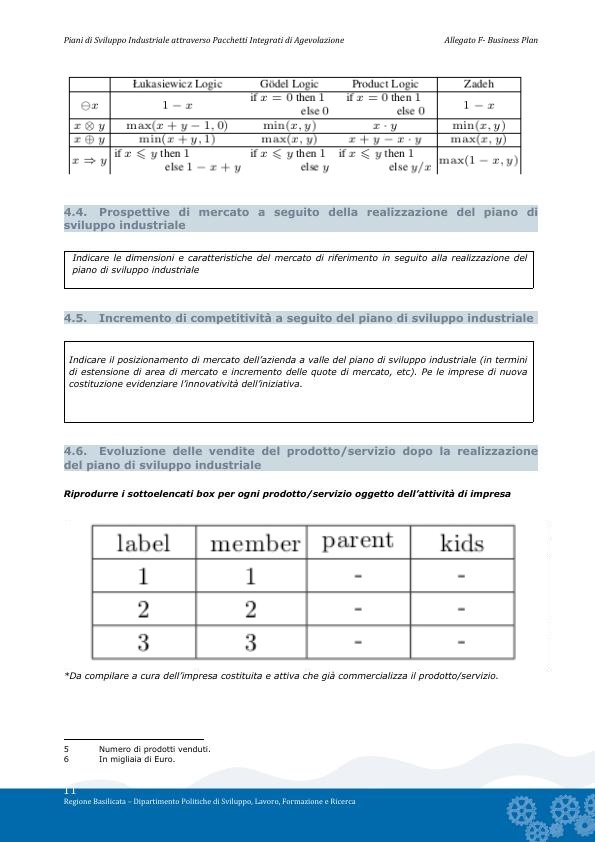 Piani di Sviluppo Industriale attraverso Pacchetti Integrati di Agevolazione Allegato F- Business Plan
Łukasiewicz Logic Gödel Logic Product Logic Zadeh
⊖x 1 − x if x = 0 then 1 else 0 if x = 0 then 1 else 0 1 − x
x ⊗ y max(x + y − 1, 0) min(x, y) x · y min(x, y)
x ⊕ y min(x + y, 1) max(x, y) x + y − x · y max(x, y)
x ⇒ y if x ⩽ y then 1 else 1 − x + y if x ⩽ y then 1 else y if x ⩽ y then 1 else y/x max(1 − x, y)
4.4. Prospettive di mercato a seguito della realizzazione del piano di
sviluppo industriale
Indicare le dimensioni e caratteristiche del mercato di riferimento in seguito alla realizzazione del
piano di sviluppo industriale
4.5. Incremento di competitività a seguito del piano di sviluppo industriale
Indicare il posizionamento di mercato dell'azienda a valle del piano di sviluppo industriale (in termini
di estensione di area di mercato e incremento delle quote di mercato, etc). Pe le imprese di nuova
costituzione evidenziare l'innovatività dell'iniziativa.
4.6. Evoluzione delle vendite del prodotto/servizio dopo la realizzazione
del piano di sviluppo industriale
Riprodurre i sottoelencati box per ogni prodotto/servizio oggetto dell'attività di impresa
label member parent kids
1 1 - -
2 2 - -
3 3 - -
*Da compilare a cura dell'impresa costituita e attiva che già commercializza il prodotto/servizio.
5 Numero di prodotti venduti.
6 In migliaia di Euro.
11
Regione Basilicata – Dipartimento Politiche di Sviluppo, Lavoro, Formazione e Ricerca